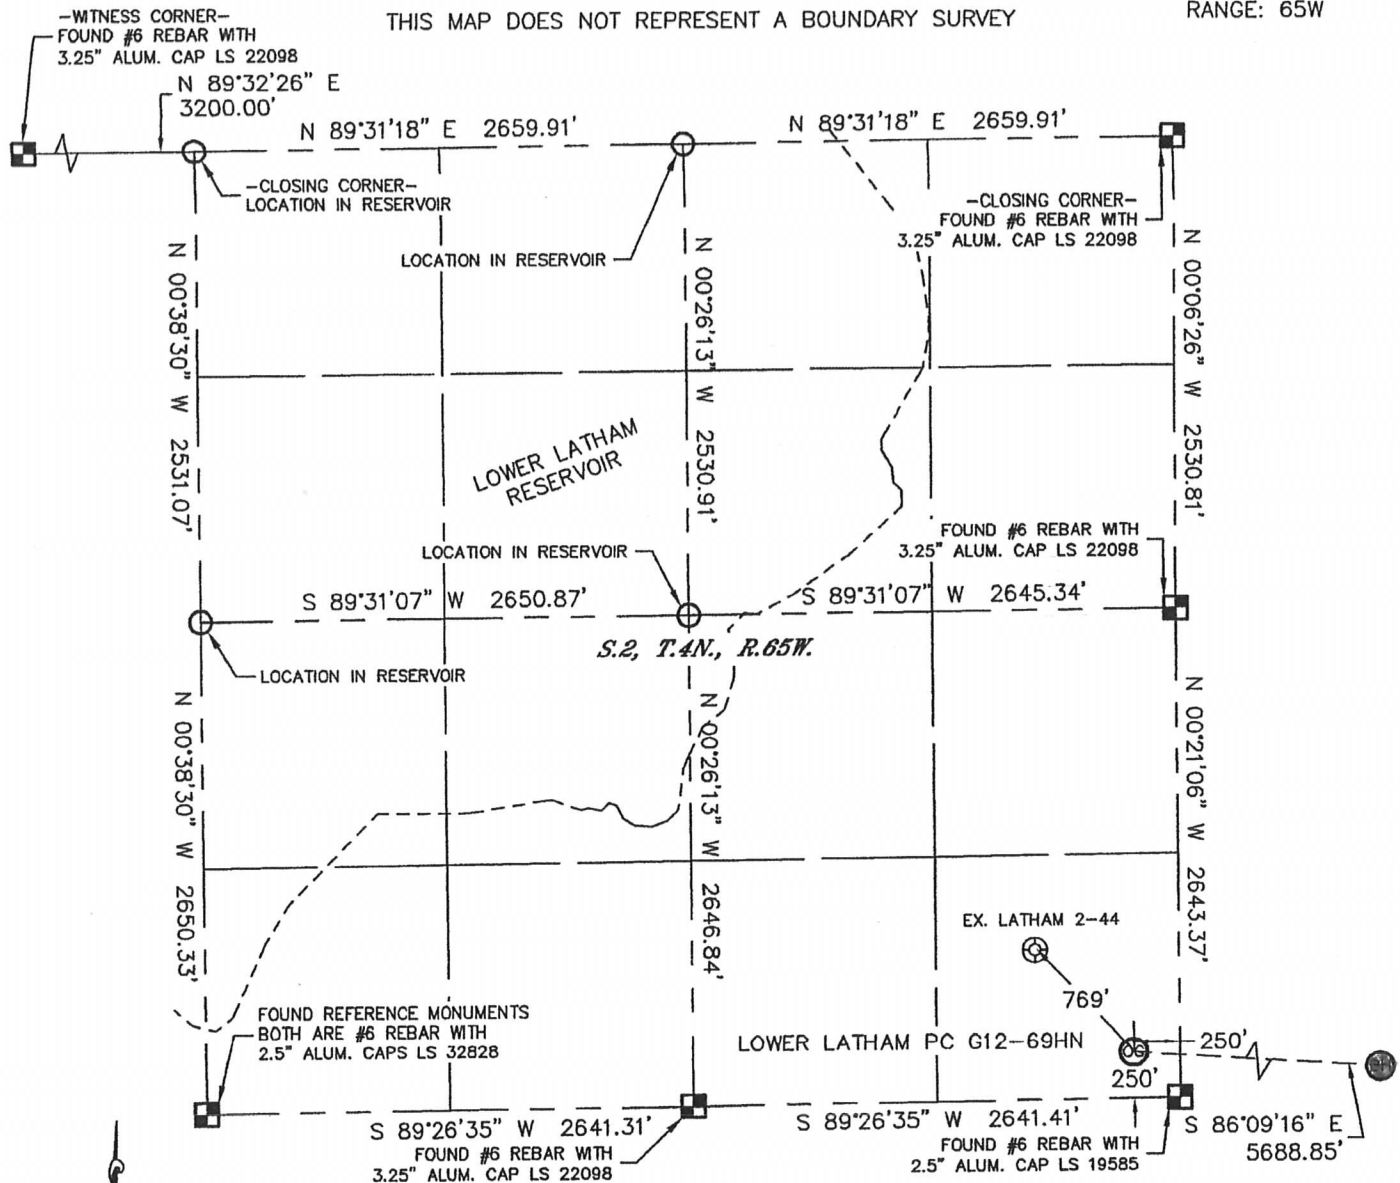 THIS MAP DOES NOT REPRESENT A BOUNDARY SURVEY
RANGE: 65W
-WITNESS CORNER-
FOUND #6 REBAR WITH
3.25" ALUM. CAP LS 22098
N 89°32'26" E
3200.00'
N 89°31'18" E 2659.91'
N 89°31'18" E 2659.91'
-CLOSING CORNER-
LOCATION IN RESERVOIR
LOCATION IN RESERVOIR
-CLOSING CORNER-
FOUND #6 REBAR WITH
3.25" ALUM. CAP LS 22098
N 00°38'30" W 2531.07'
N 00°26'13" W 2530.91'
N 00°06'26" W 2530.81'
LOWER LATHAM
RESERVOIR
LOCATION IN RESERVOIR
FOUND #6 REBAR WITH
3.25" ALUM. CAP LS 22098
S 89°31'07" W 2650.87'
S 89°31'07" W 2645.34'
S.2, T.4N., R.65W.
LOCATION IN RESERVOIR
N 00°38'30" W 2650.33'
N 00°26'13" W 2646.84'
N 00°21'06" W 2643.37'
EX. LATHAM 2-44
769'
FOUND REFERENCE MONUMENTS
BOTH ARE #6 REBAR WITH
2.5" ALUM. CAPS LS 32828
LOWER LATHAM PC G12-69HN
OG
250'
250'
BH
S 89°26'35" W 2641.31'
FOUND #6 REBAR WITH
3.25" ALUM. CAP LS 22098
S 89°26'35" W 2641.41'
FOUND #6 REBAR WITH
2.5" ALUM. CAP LS 19585
S 86°09'16" E
5688.85'